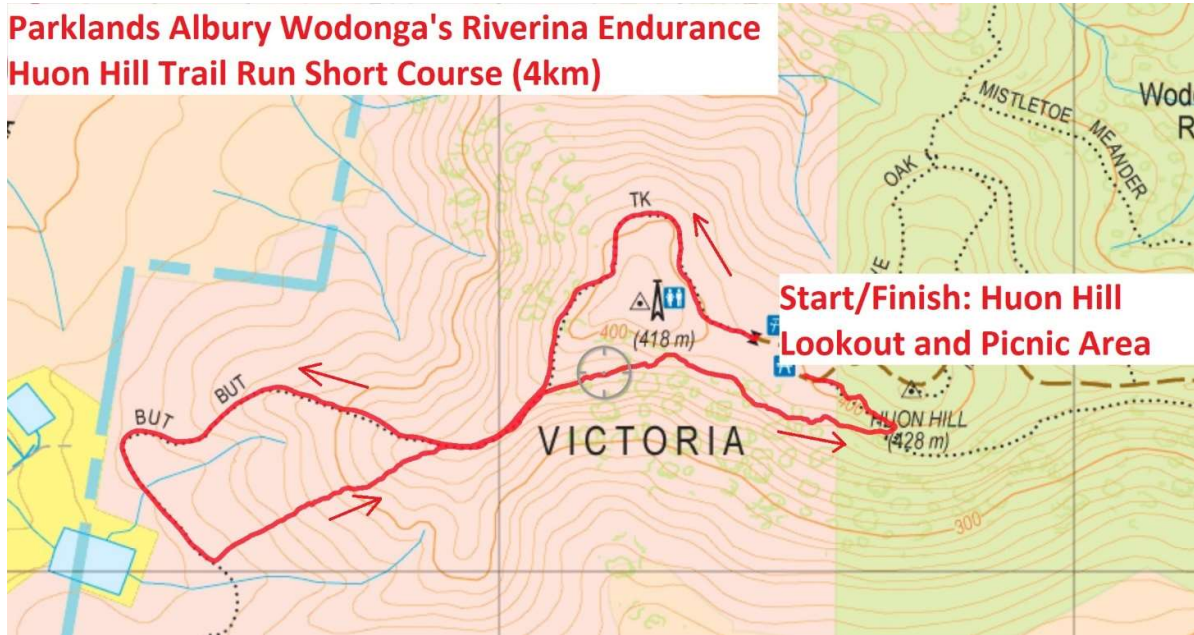 Parklands Albury Wodonga's Riverina Endurance
Huon Hill Trail Run Short Course (4km)
MISTLETOE
MEANDER
OAK
TK
Start/Finish: Huon Hill
Lookout and Picnic Area
400
(418 m)
BUT
BUT
VICTORIA
400
HUON HILL
(428 m)
300